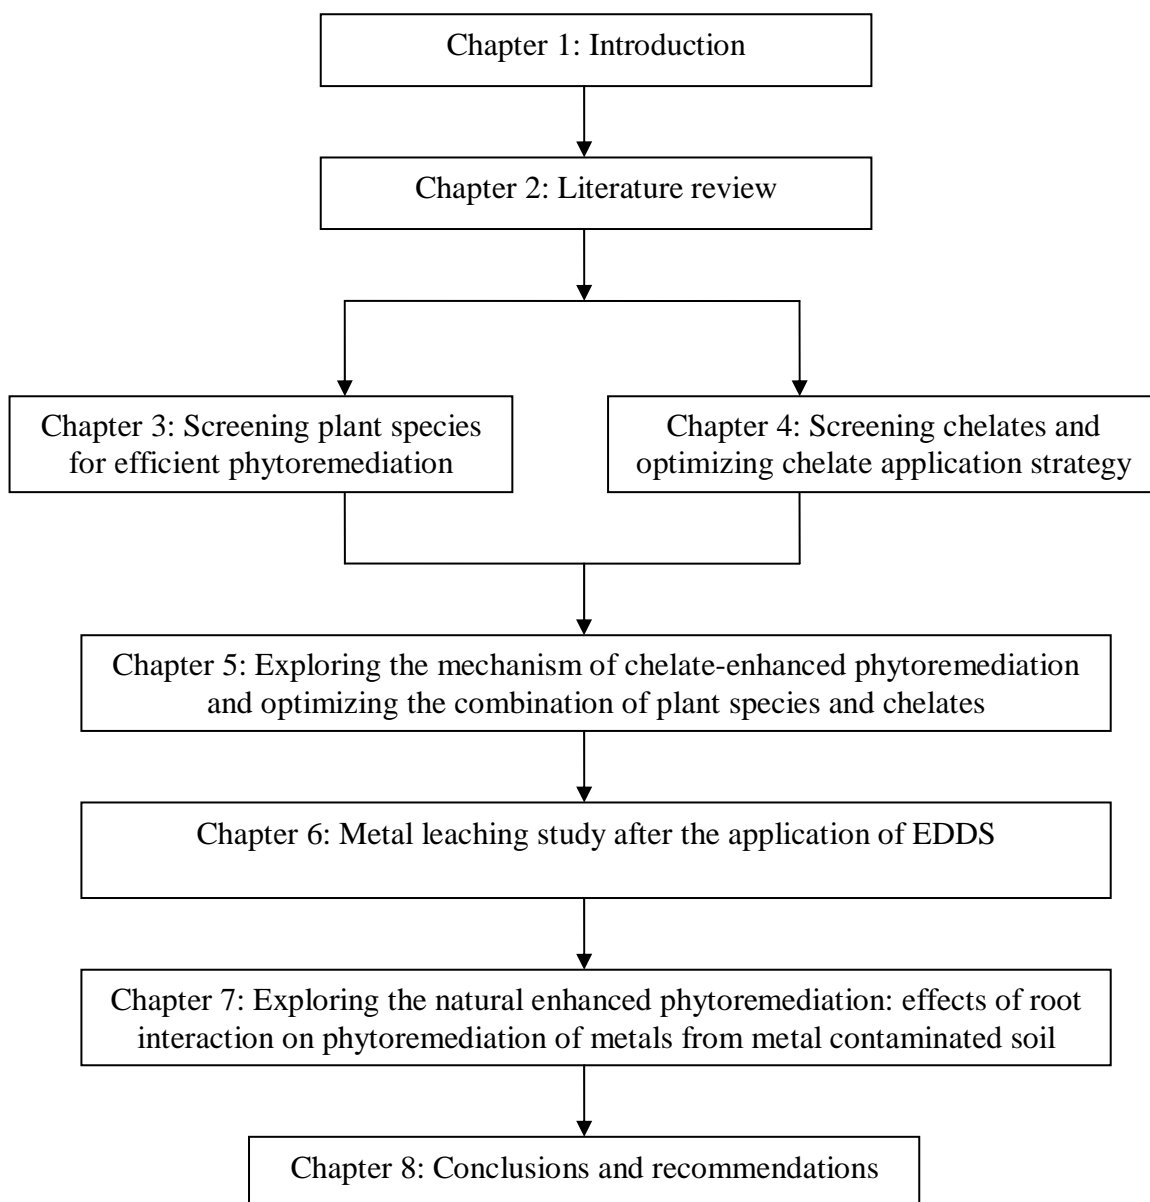 Chapter 1: Introduction
Chapter 2: Literature review
Chapter 3: Screening plant species
for efficient phytoremediation
Chapter 4: Screening chelates and
optimizing chelate application strategy
Chapter 5: Exploring the mechanism of chelate-enhanced phytoremediation
and optimizing the combination of plant species and chelates
Chapter 6: Metal leaching study after the application of EDDS
Chapter 7: Exploring the natural enhanced phytoremediation: effects of root
interaction on phytoremediation of metals from metal contaminated soil
Chapter 8: Conclusions and recommendations